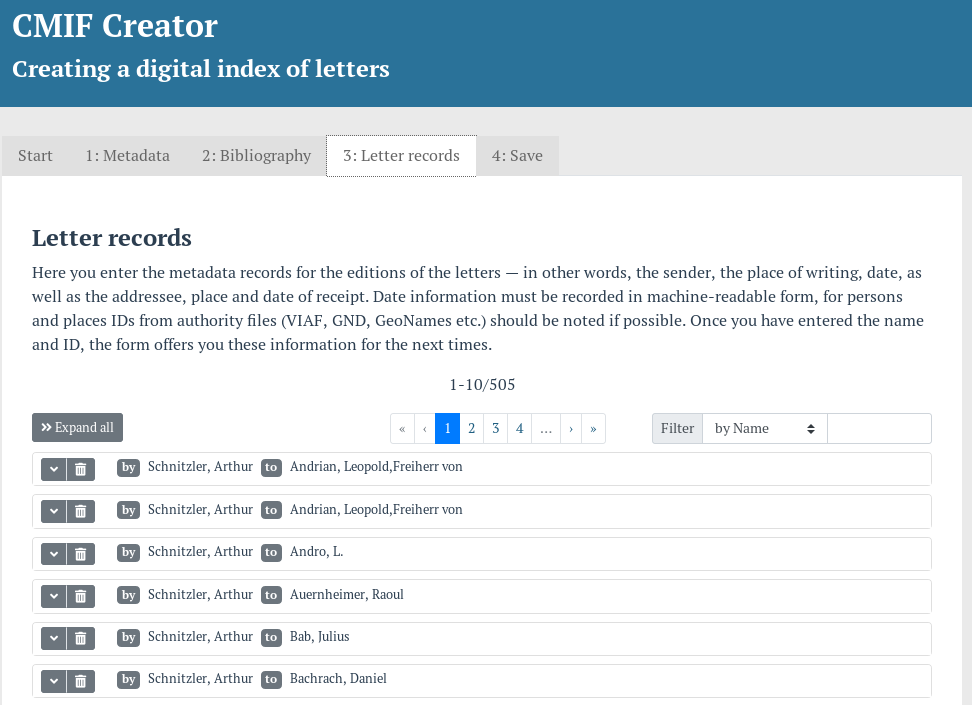 CMIF Creator
Creating a digital index of letters
Start 1: Metadata 2: Bibliography 3: Letter records 4: Save
Letter records
Here you enter the metadata records for the editions of the letters — in other words, the sender, the place of writing, date, as
well as the addressee, place and date of receipt. Date information must be recorded in machine-readable form, for persons
and places IDs from authority files (VIAF, GND, GeoNames etc.) should be noted if possible. Once you have entered the name
and ID, the form offers you these information for the next times.
1-10/505
Expand all « ‹ 1 2 3 4 … › » Filter by Name
by Schnitzler, Arthur to Andrian, Leopold,Freiherr von
by Schnitzler, Arthur to Andrian, Leopold,Freiherr von
by Schnitzler, Arthur to Andro, L.
by Schnitzler, Arthur to Auernheimer, Raoul
by Schnitzler, Arthur to Bab, Julius
by Schnitzler, Arthur to Bachrach, Daniel